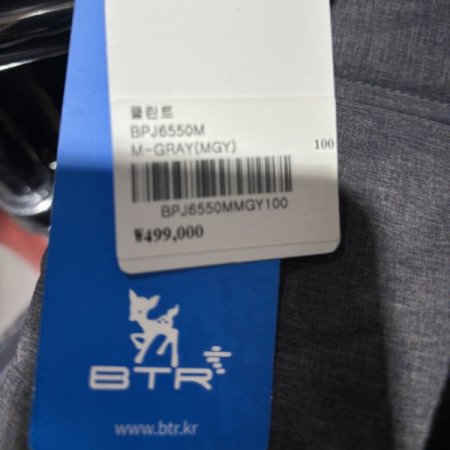 클린트
BPJ6550M
M-GRAY(MGY)
100
BPJ6550MMGY100
₩499,000
BTR
www.btr.kr